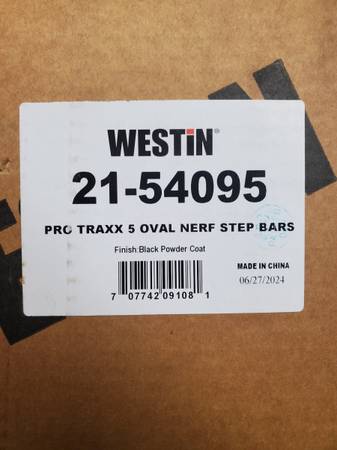 WESTiN®
21-54095
PRO TRAXX 5 OVAL NERF STEP BARS
Finish:Black Powder Coat
MADE IN CHINA
06/27/2024
7 07742 09108 1